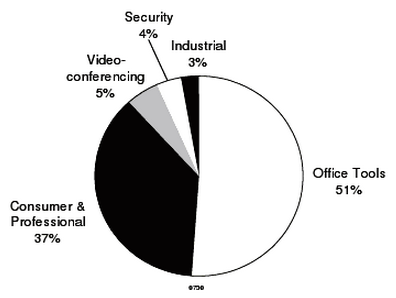 Security
4%
Industrial
3%
Video-
conferencing
5%
Office Tools
51%
Consumer &
Professional
37%